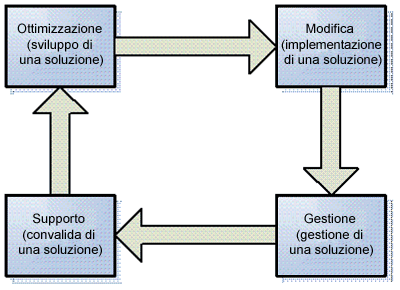 Ottimizzazione
(sviluppo di
una soluzione)
Modifica
(implementazione
di una soluzione)
Supporto
(convalida di
una soluzione)
Gestione
(gestione di
una soluzione)